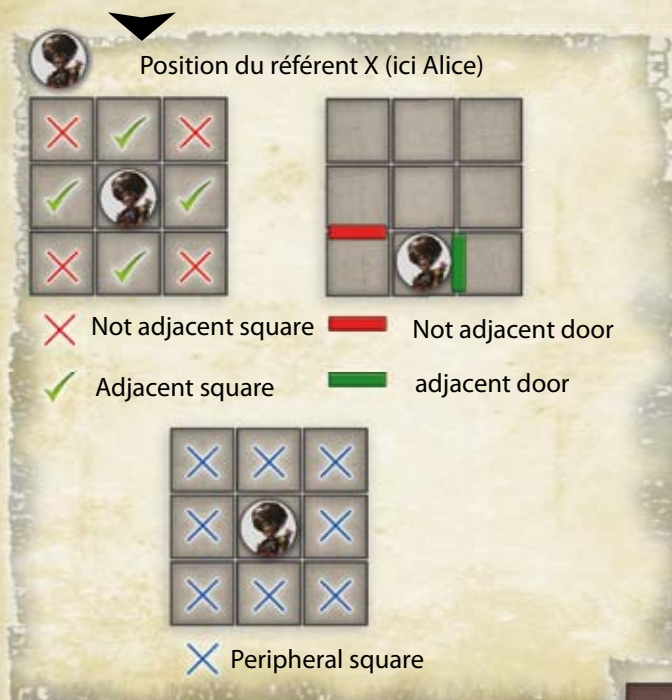 Position du référent X (ici Alice)
Not adjacent square
Not adjacent door
Adjacent square
adjacent door
Peripheral square